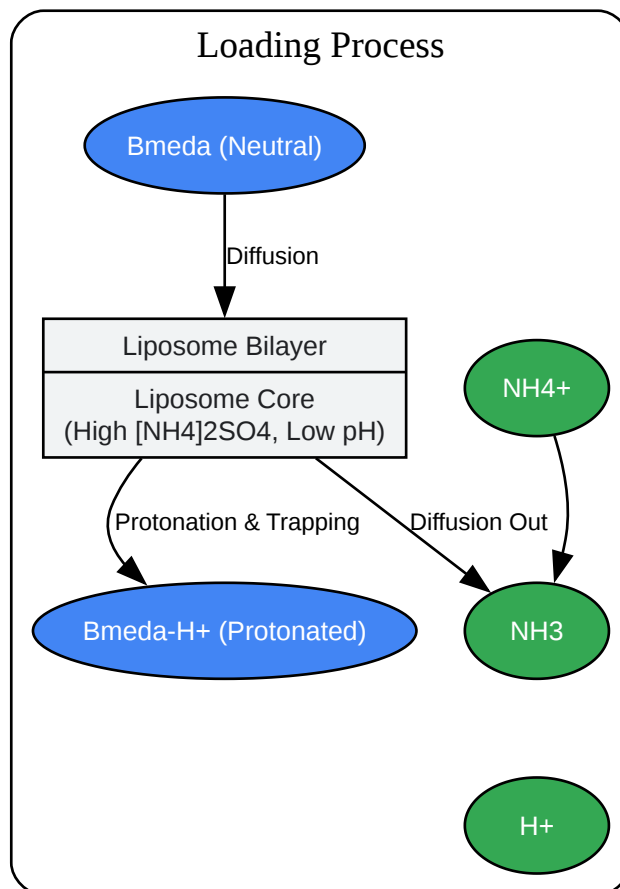 Loading Process
Bmeda (Neutral)
Diffusion
Liposome Bilayer
Liposome Core
(High [NH4]2SO4, Low pH)
NH4+
Protonation & Trapping
Diffusion Out
Bmeda-H+ (Protonated)
NH3
H+